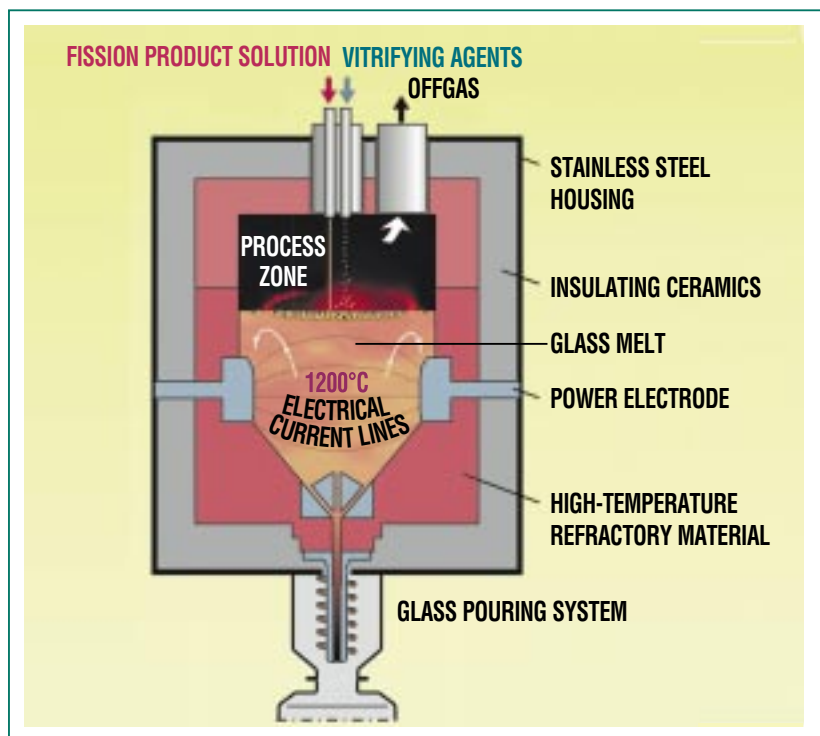 FISSION PRODUCT SOLUTION VITRIFYING AGENTS
OFFGAS
STAINLESS STEEL
HOUSING
PROCESS
ZONE
INSULATING CERAMICS
GLASS MELT
1200°C
POWER ELECTRODE
ELECTRICAL
CURRENT LINES
HIGH-TEMPERATURE
REFRACTORY MATERIAL
GLASS POURING SYSTEM